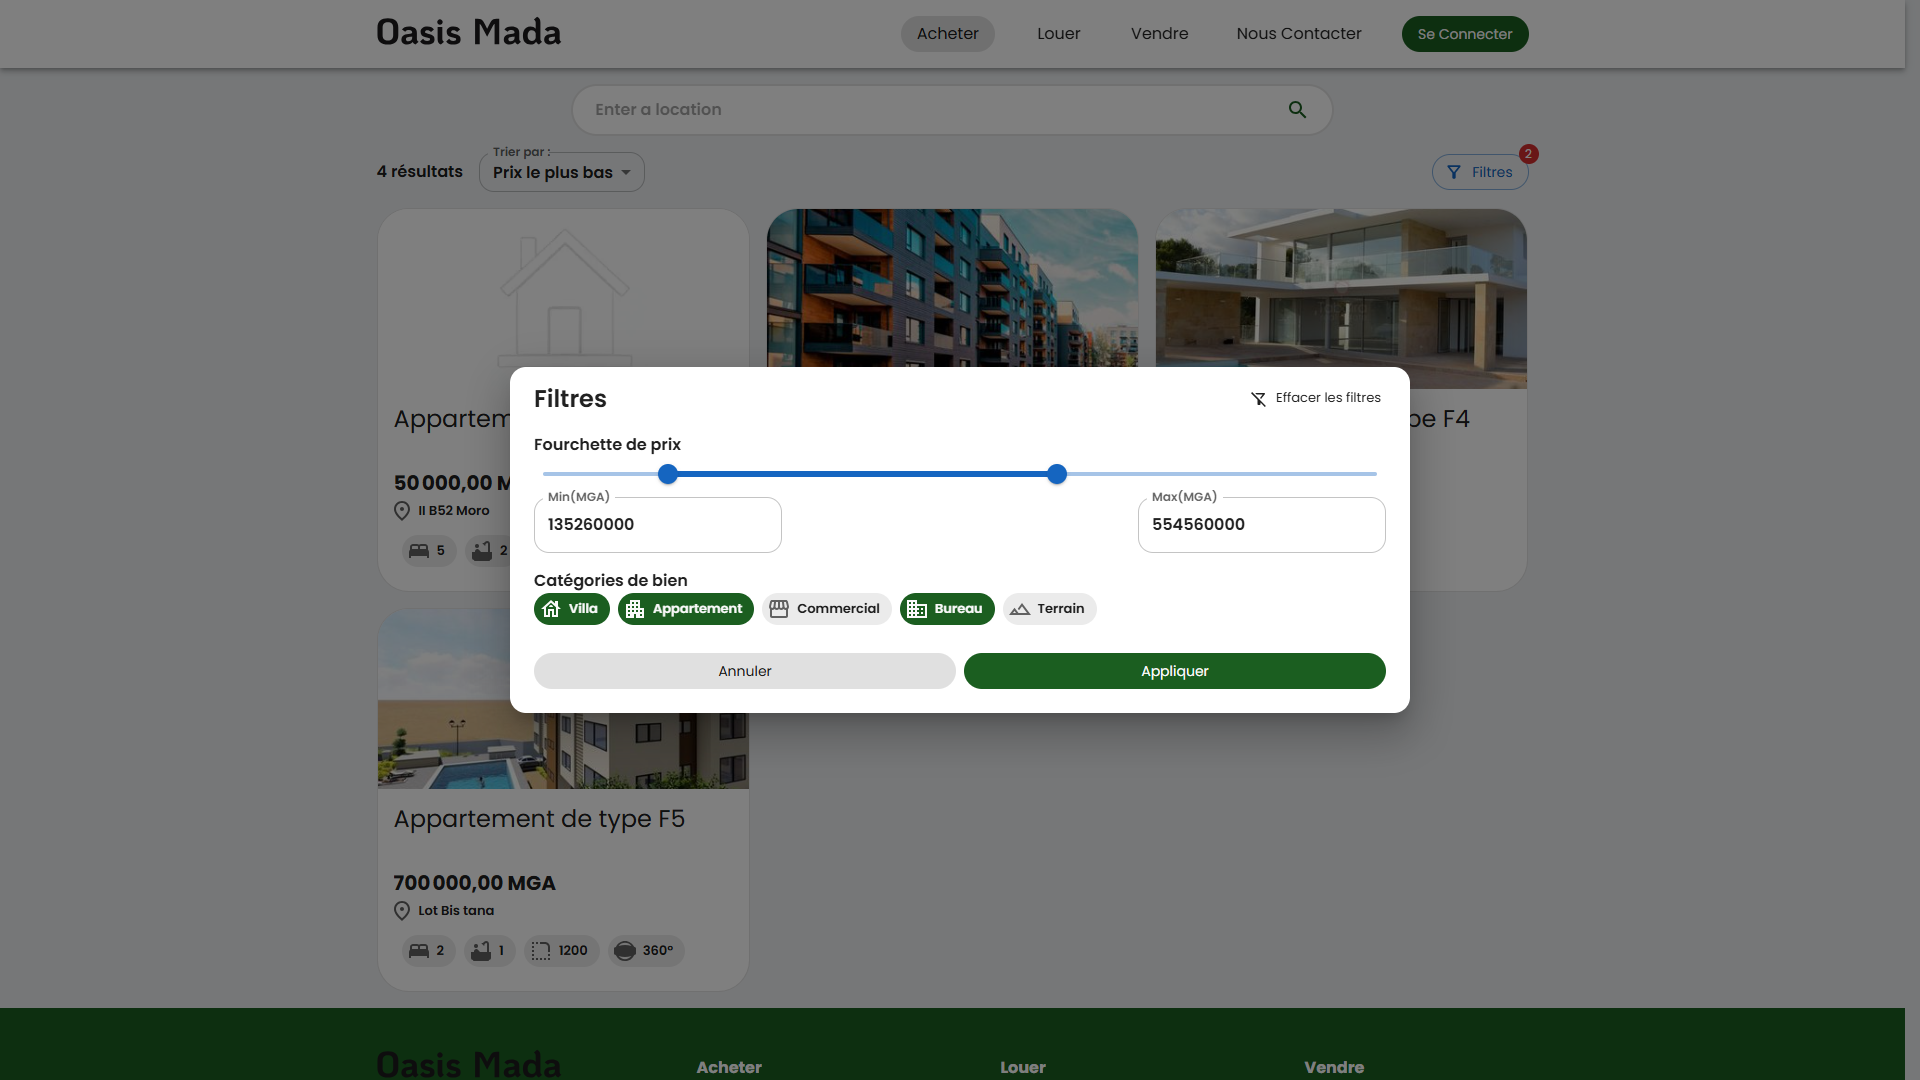 Oasis Mada
Acheter
Louer
Vendre
Nous Contacter
Se Connecter
Enter a location
4 résultats
Trier par :
Prix le plus bas
Filtres
2
Appartem
pe F4
50 000,00 M
II B52 Moro
5
2
Filtres
Effacer les filtres
Fourchette de prix
Min(MGA)
135260000
Max(MGA)
554560000
Catégories de bien
Villa
Appartement
Commercial
Bureau
Terrain
Annuler
Appliquer
Appartement de type F5
700 000,00 MGA
Lot Bis tana
2
1
1200
360°
Oasis Mada
Acheter
Louer
Vendre